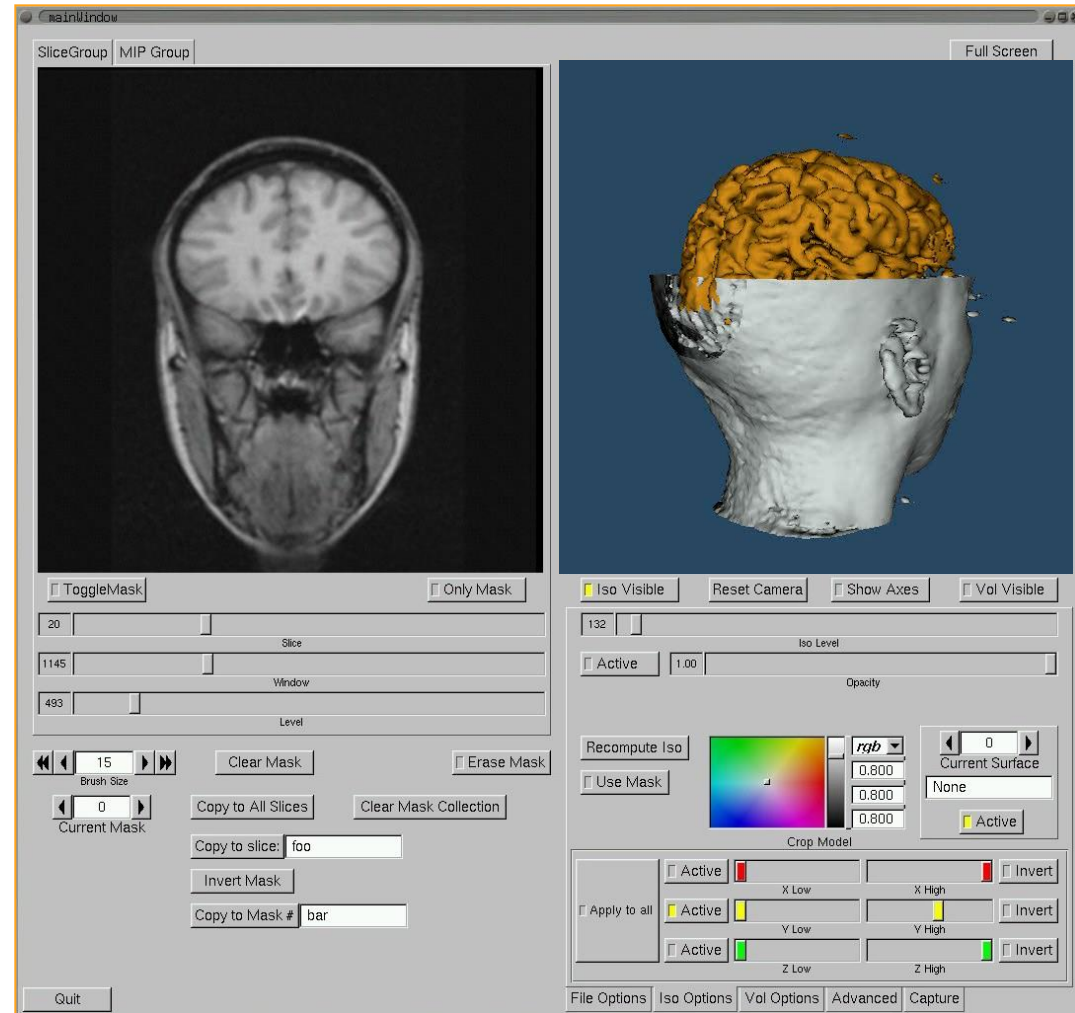 mainWindow
SliceGroup MIP Group
Full Screen
ToggleMask Only Mask
Iso Visible Reset Camera Show Axes Vol Visible
20
Slice
1145
Window
493
Level
132
Iso Level
Active 1.00
Opacity
15
Brush Size
Clear Mask Erase Mask
0
Current Mask
Copy to All Slices Clear Mask Collection
Copy to slice: foo
Invert Mask
Copy to Mask # bar
Recompute Iso
Use Mask
rgb
0.800
0.800
0.800
0
Current Surface
None
Active
Crop Model
Apply to all
Active Invert
X Low X High
Active Invert
Y Low Y High
Active Invert
Z Low Z High
Quit
File Options Iso Options Vol Options Advanced Capture